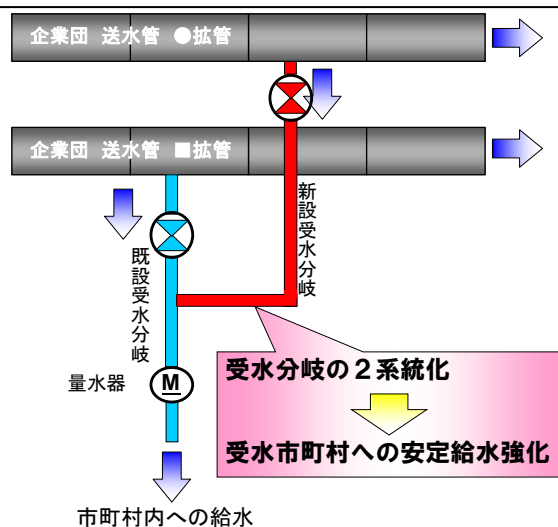 企業団 送水管 ●拡管
企業団 送水管 ■拡管
新設受水分岐
既設受水分岐
量水器
M
受水分岐の２系統化
受水市町村への安定給水強化
市町村内への給水